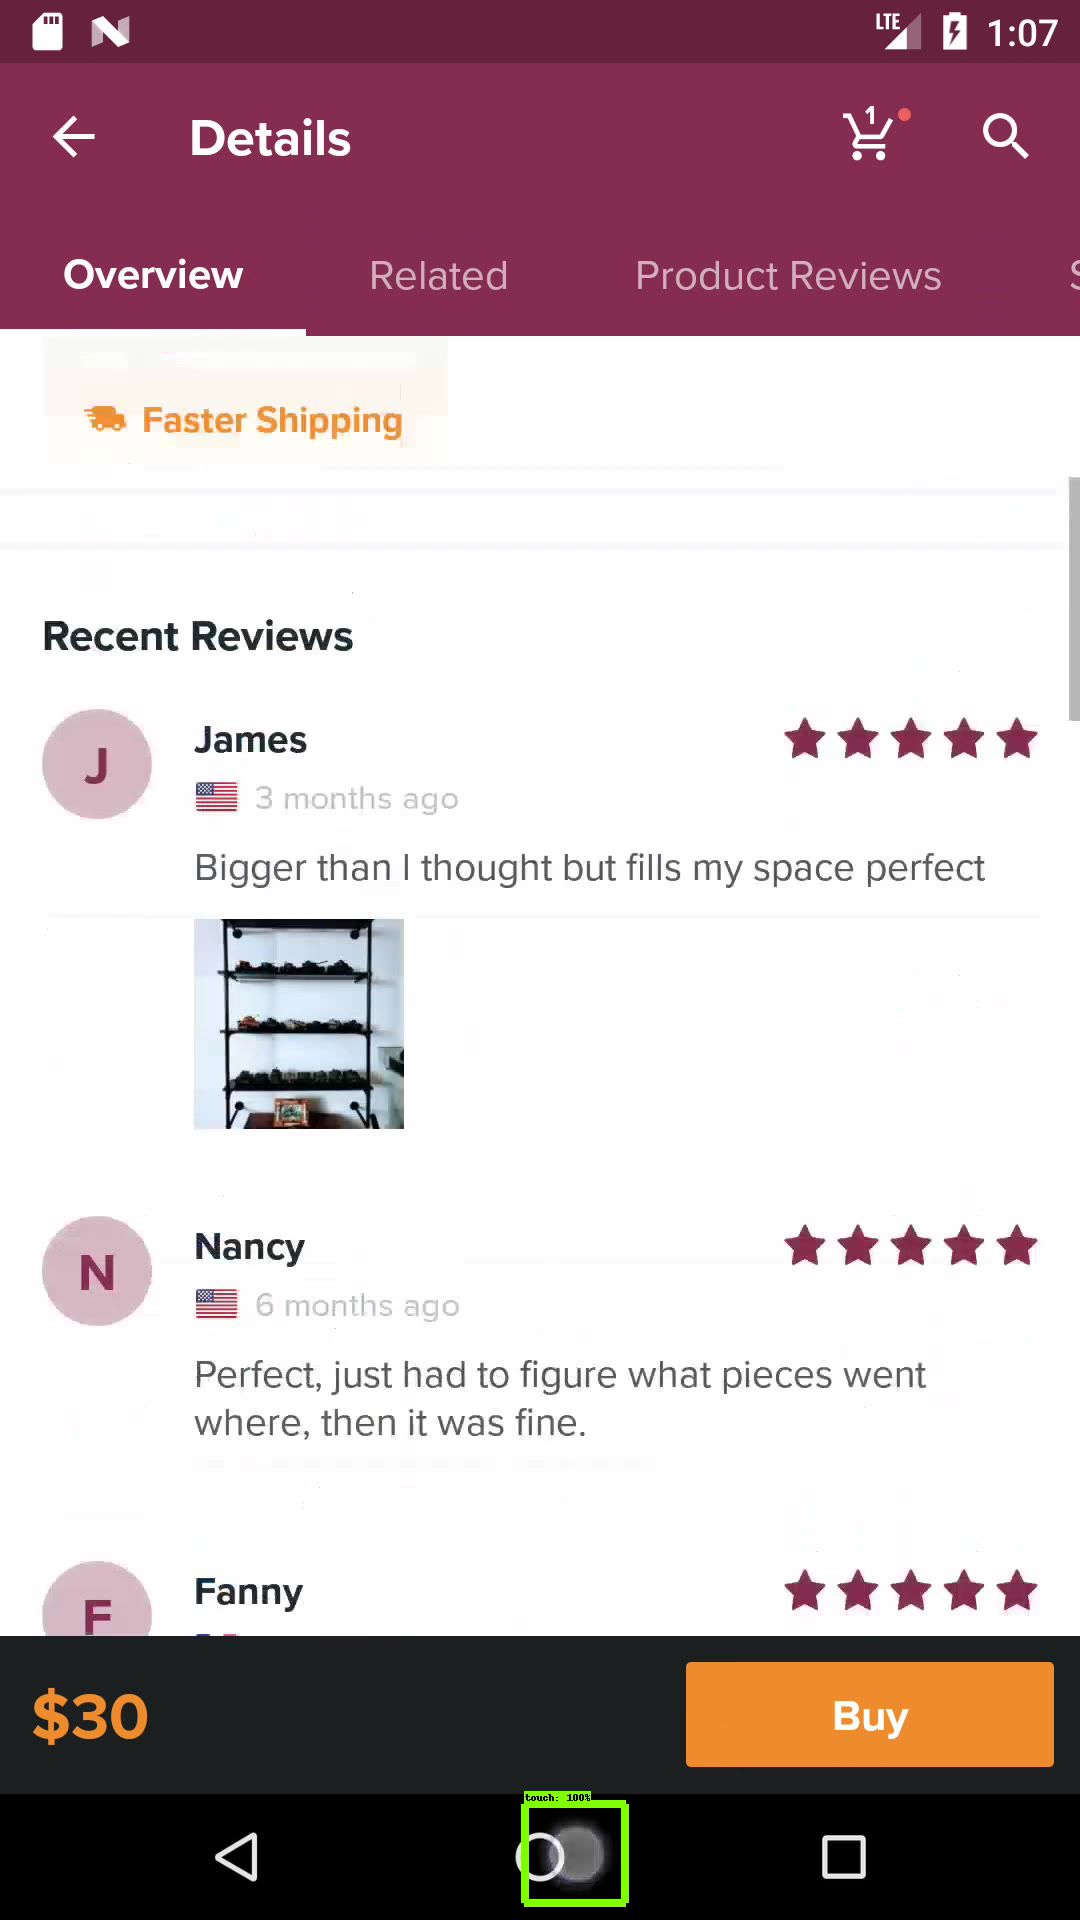 LTE 1:07
Details 1
Overview Related Product Reviews S
Faster Shipping
Recent Reviews
J James
3 months ago
Bigger than I thought but fills my space perfect
N Nancy
6 months ago
Perfect, just had to figure what pieces went
where, then it was fine.
F Fanny
$30 Buy
touch: 100%